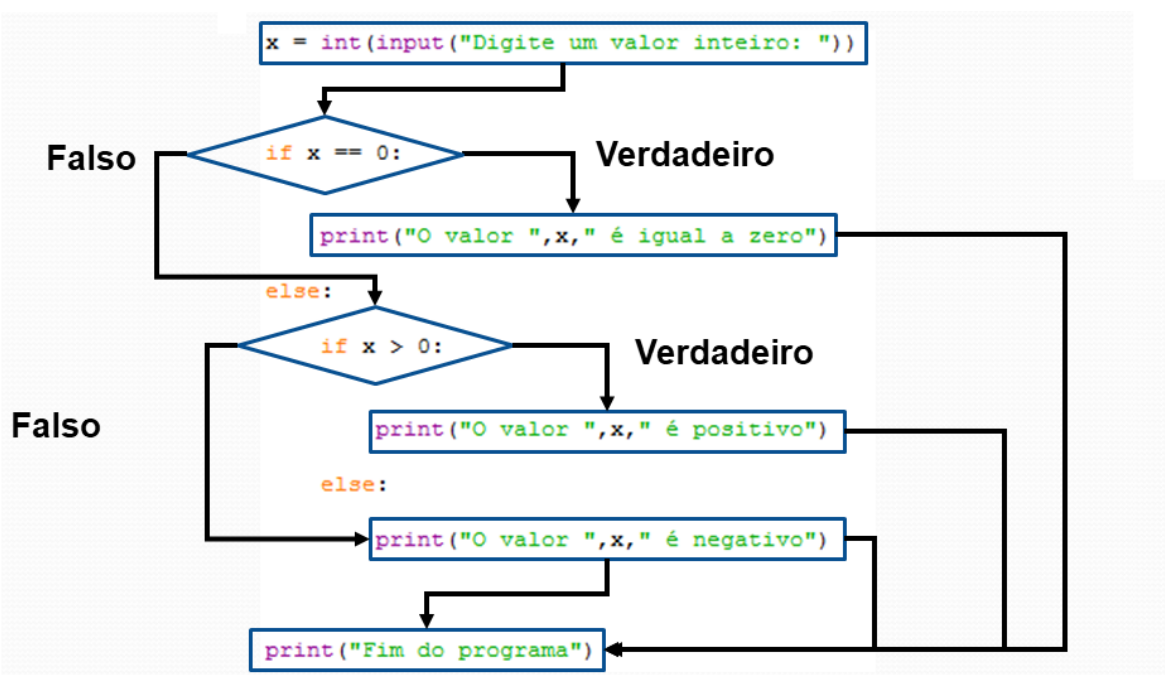 x = int(input("Digite um valor inteiro: "))
Falso
if x == 0:
Verdadeiro
print("O valor ",x," é igual a zero")
else:
if x > 0:
Verdadeiro
Falso
print("O valor ",x," é positivo")
else:
print("O valor ",x," é negativo")
print("Fim do programa")